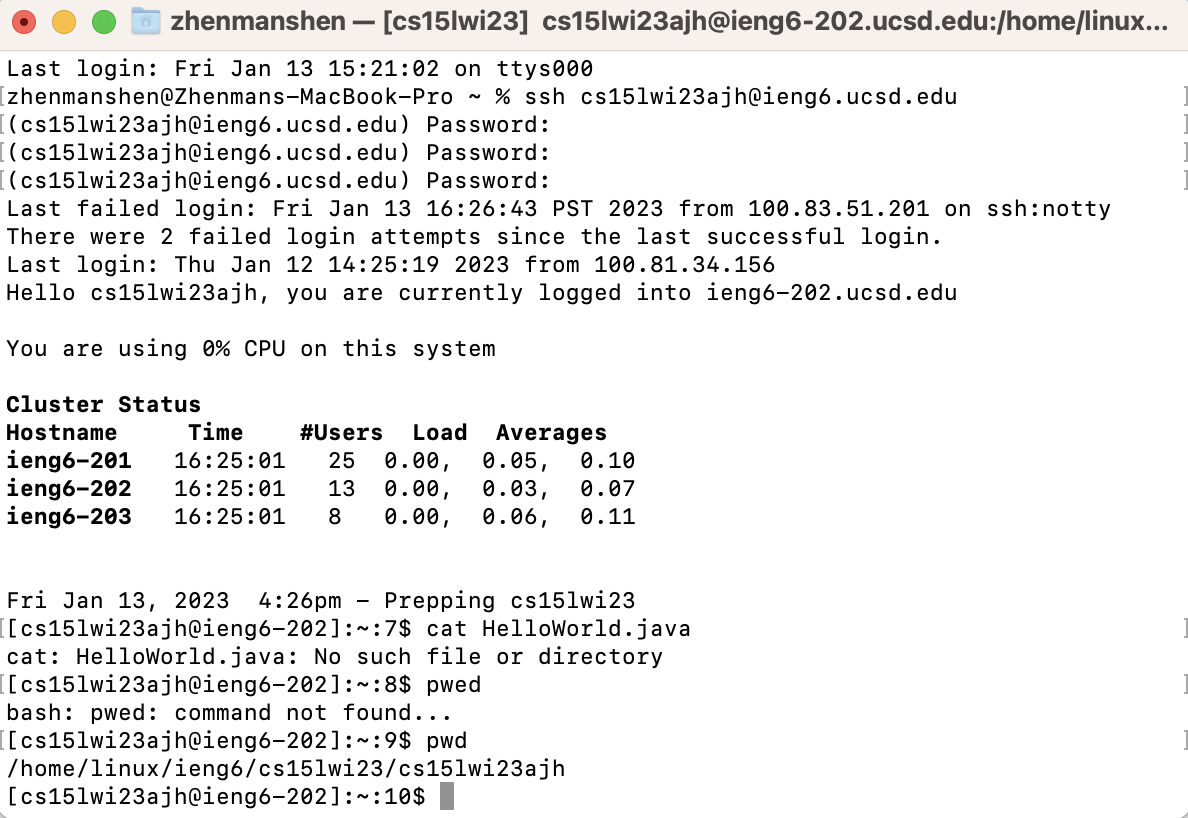 zhenmanshen — [cs15lwi23]  cs15lwi23ajh@ieng6-202.ucsd.edu:/home/linux...
Last login: Fri Jan 13 15:21:02 on ttys000
[zhenmanshen@Zhenmans-MacBook-Pro ~ % ssh cs15lwi23ajh@ieng6.ucsd.edu ]
[(cs15lwi23ajh@ieng6.ucsd.edu) Password: ]
[(cs15lwi23ajh@ieng6.ucsd.edu) Password: ]
[(cs15lwi23ajh@ieng6.ucsd.edu) Password: ]
Last failed login: Fri Jan 13 16:26:43 PST 2023 from 100.83.51.201 on ssh:notty
There were 2 failed login attempts since the last successful login.
Last login: Thu Jan 12 14:25:19 2023 from 100.81.34.156
Hello cs15lwi23ajh, you are currently logged into ieng6-202.ucsd.edu
You are using 0% CPU on this system
Cluster Status
Hostname     Time    #Users  Load  Averages
ieng6-201   16:25:01   25  0.00,  0.05,  0.10
ieng6-202   16:25:01   13  0.00,  0.03,  0.07
ieng6-203   16:25:01   8   0.00,  0.06,  0.11
Fri Jan 13, 2023  4:26pm - Prepping cs15lwi23
[[cs15lwi23ajh@ieng6-202]:~:7$ cat HelloWorld.java ]
cat: HelloWorld.java: No such file or directory
[[cs15lwi23ajh@ieng6-202]:~:8$ pwed ]
bash: pwed: command not found...
[[cs15lwi23ajh@ieng6-202]:~:9$ pwd ]
/home/linux/ieng6/cs15lwi23/cs15lwi23ajh
[cs15lwi23ajh@ieng6-202]:~:10$